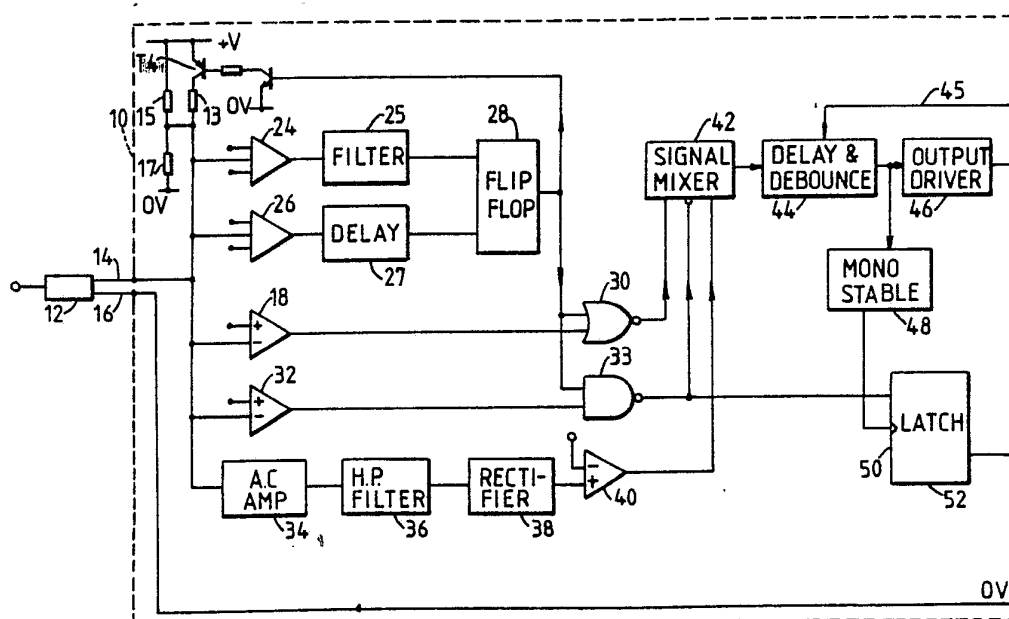 +V
T4
0V
10
15
13
17
0V
24
25
FILTER
26
DELAY
27
28
FLIP
FLOP
42
SIGNAL
MIXER
45
DELAY &
DEBOUNCE
44
OUTPUT
DRIVER
46
MONO
STABLE
48
14
12
16
18
+
−
30
32
+
−
33
LATCH
50
52
A.C
AMP
34
H.P.
FILTER
36
RECTI-
FIER
38
−
+
40
0V